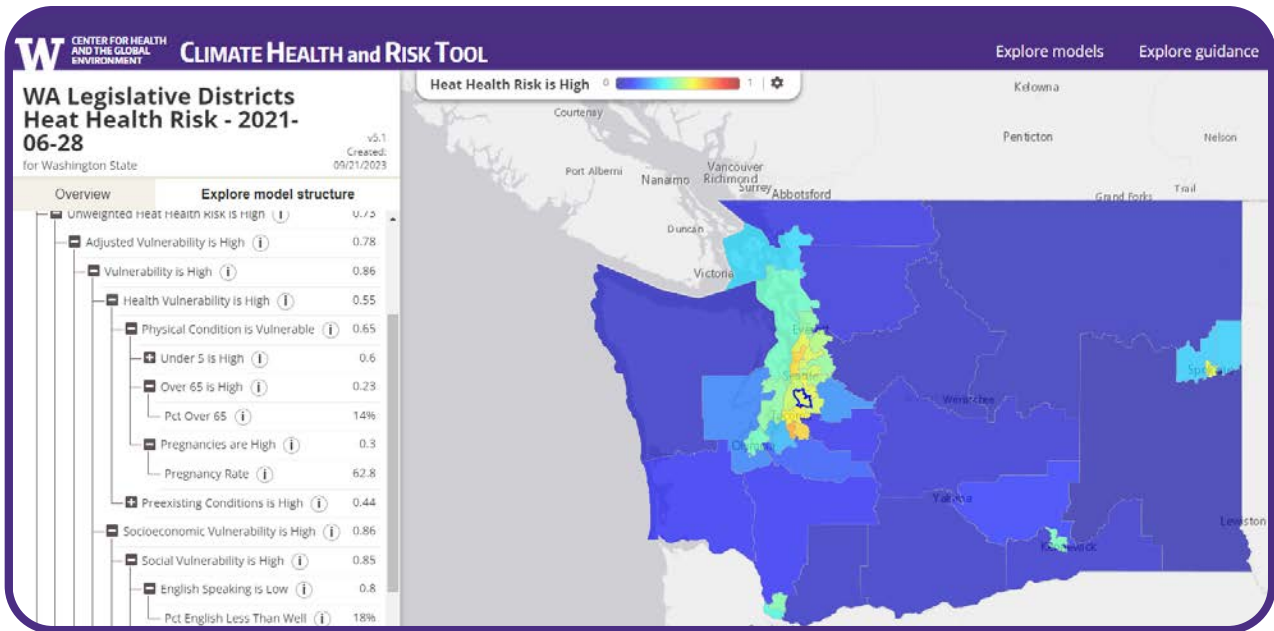 W CENTER FOR HEALTH
AND THE GLOBAL
ENVIRONMENT
CLIMATE HEALTH and RISK TOOL
Explore models Explore guidance
WA Legislative Districts
Heat Health Risk - 2021-
06-28
for Washington State
v5.1
Created:
09/21/2023
Overview Explore model structure
Unweighted Heat Health Risk is High i 0.73
Adjusted Vulnerability is High i 0.78
Vulnerability is High i 0.86
Health Vulnerability is High i 0.55
Physical Condition is Vulnerable i 0.65
Under 5 is High i 0.6
Over 65 is High i 0.23
Pct Over 65 i 14%
Pregnancies are High i 0.3
Pregnancy Rate i 62.8
Preexisting Conditions is High i 0.44
Socioeconomic Vulnerability is High i 0.86
Social Vulnerability is High i 0.85
English Speaking is Low i 0.8
Pct English Less Than Well i 18%
Heat Health Risk is High 0 1
Kelowna
Courtenay
Penticton
Nelson
Port Alberni
Nanaimo
Vancouver
Richmond
Surrey
Abbotsford
Grand Forks
Trail
Duncan
Victoria
Everett
Seattle
Spokane
Wenatchee
Olympia
Yakima
Lewiston
Kennewick